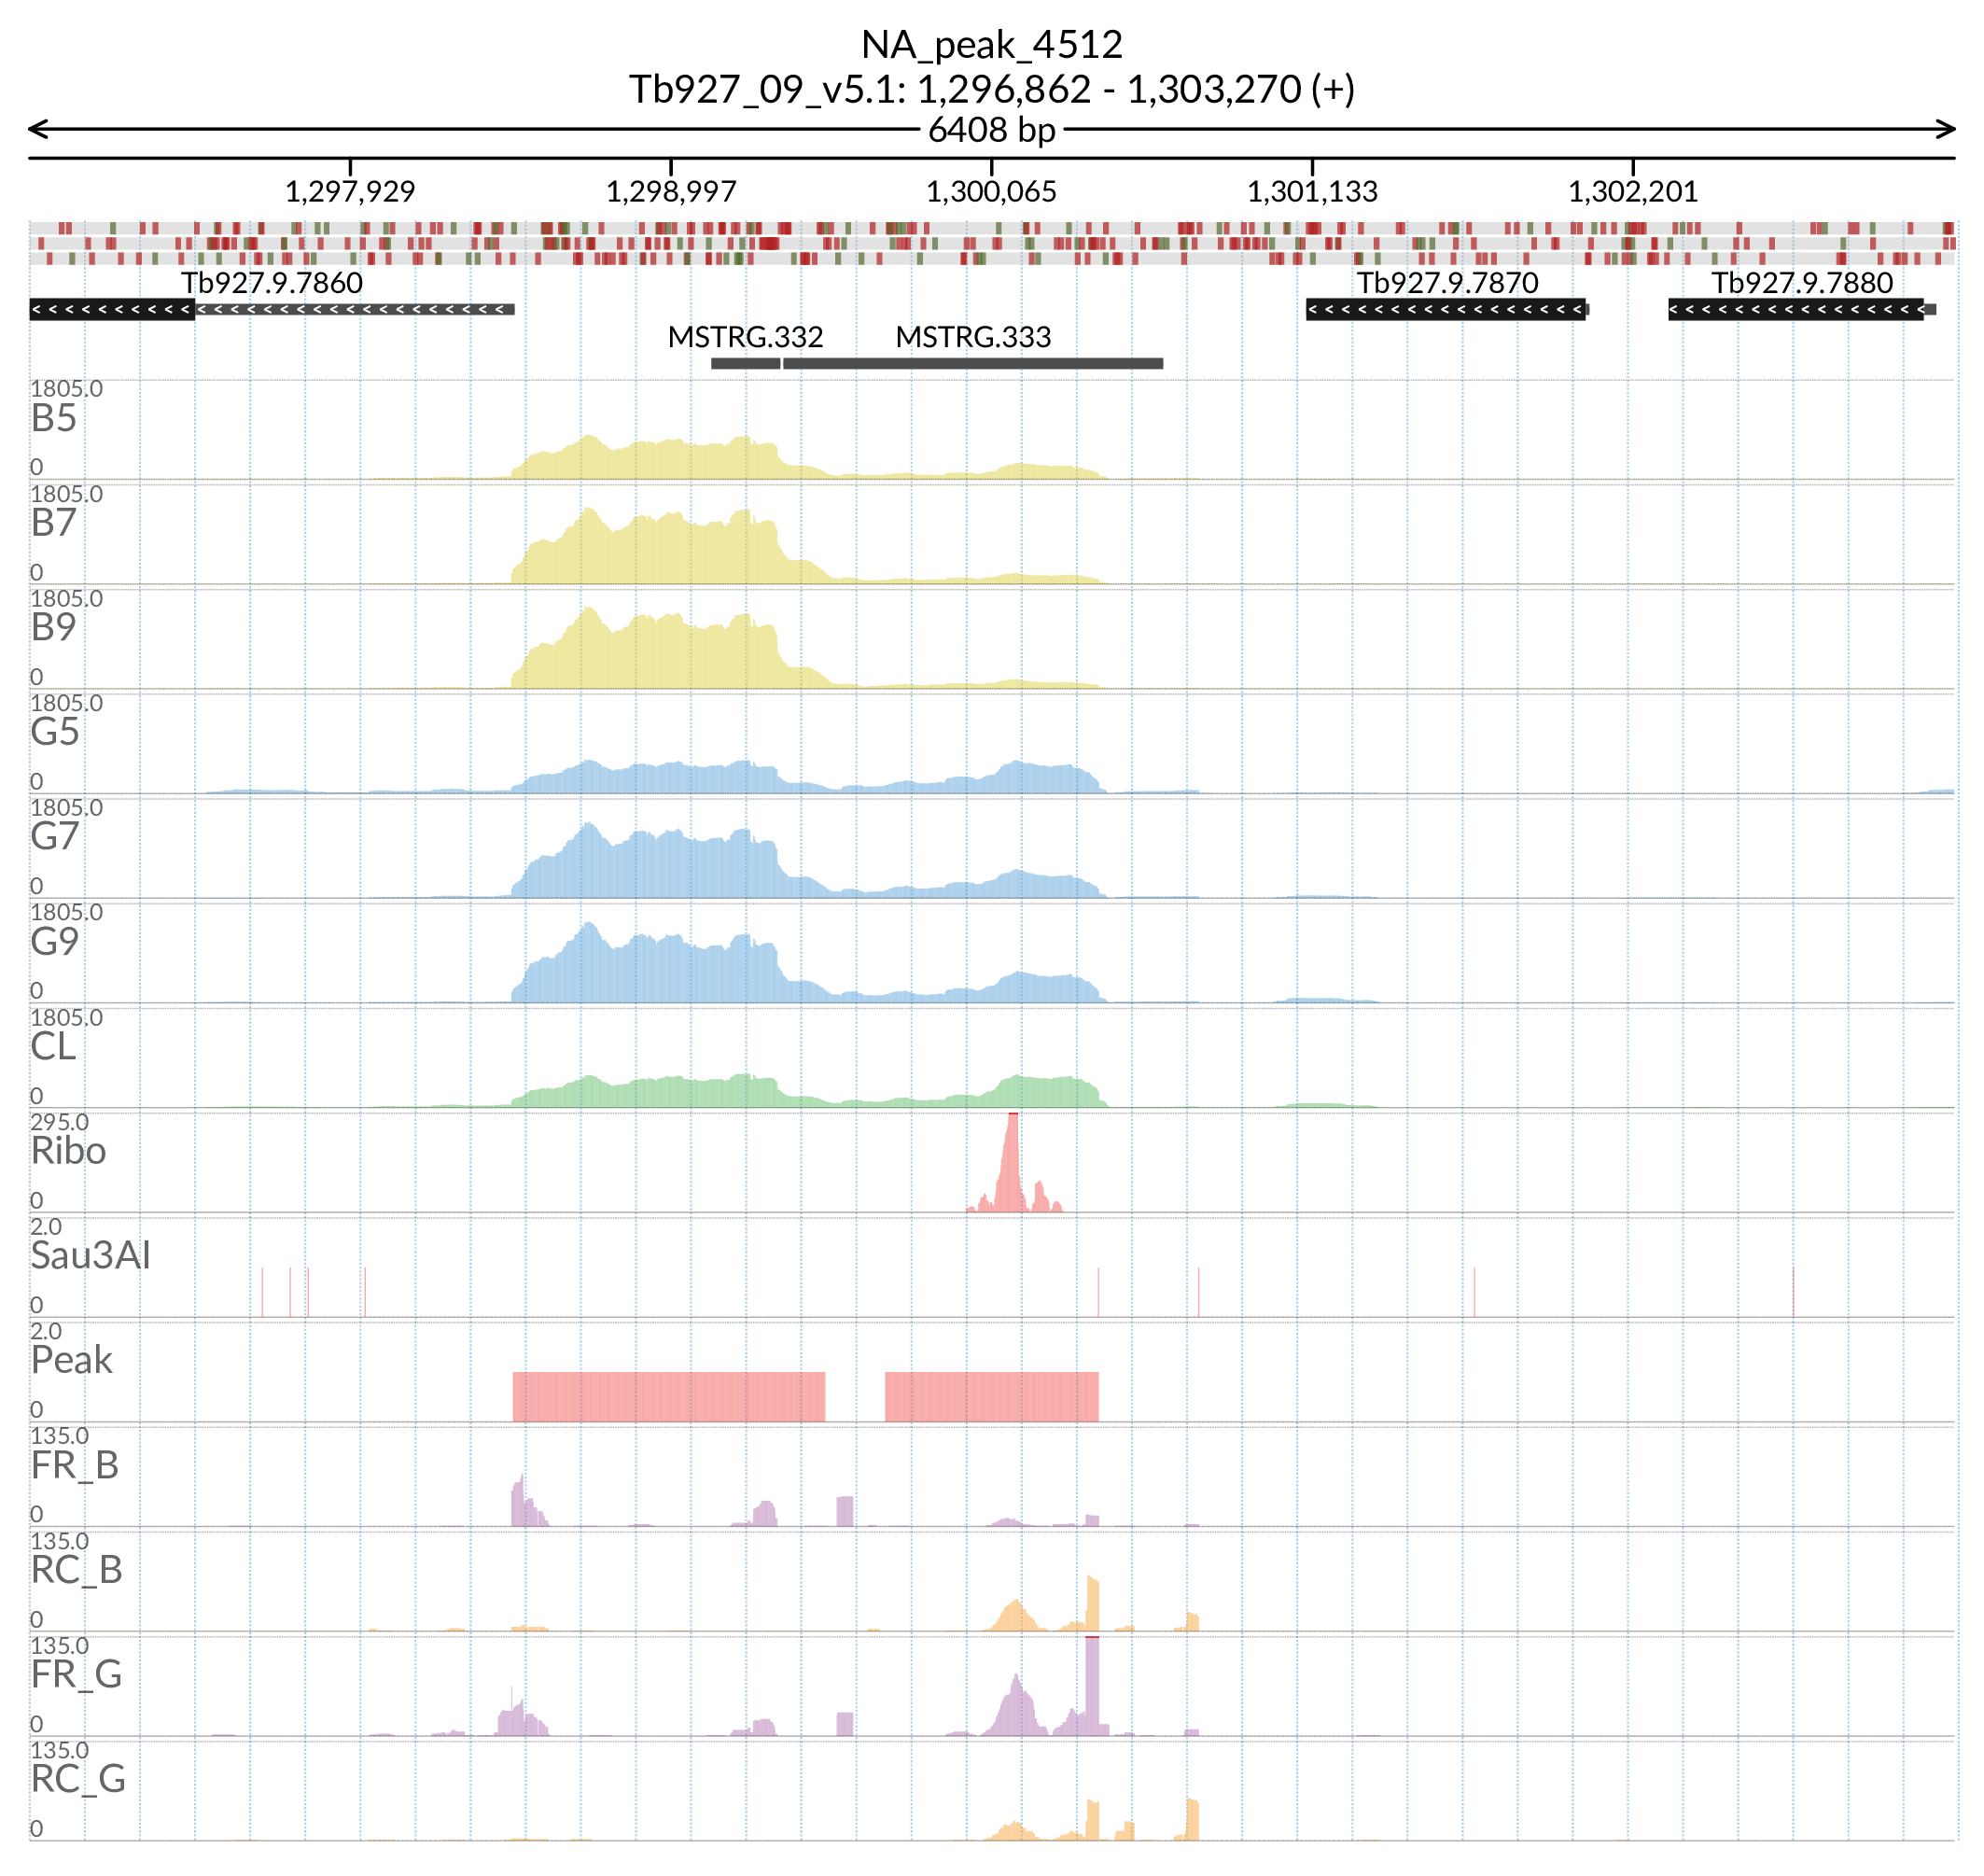 NA_peak_4512
Tb927_09_v5.1: 1,296,862 - 1,303,270 (+)
6408 bp
1,297,929 1,298,997 1,300,065 1,301,133 1,302,201
Tb927.9.7860 Tb927.9.7870 Tb927.9.7880
MSTRG.332 MSTRG.333
1805.0
B5
0
1805.0
B7
0
1805.0
B9
0
1805.0
G5
0
1805.0
G7
0
1805.0
G9
0
1805.0
CL
0
295.0
Ribo
0
2.0
Sau3AI
0
2.0
Peak
0
135.0
FR_B
0
135.0
RC_B
0
135.0
FR_G
0
135.0
RC_G
0